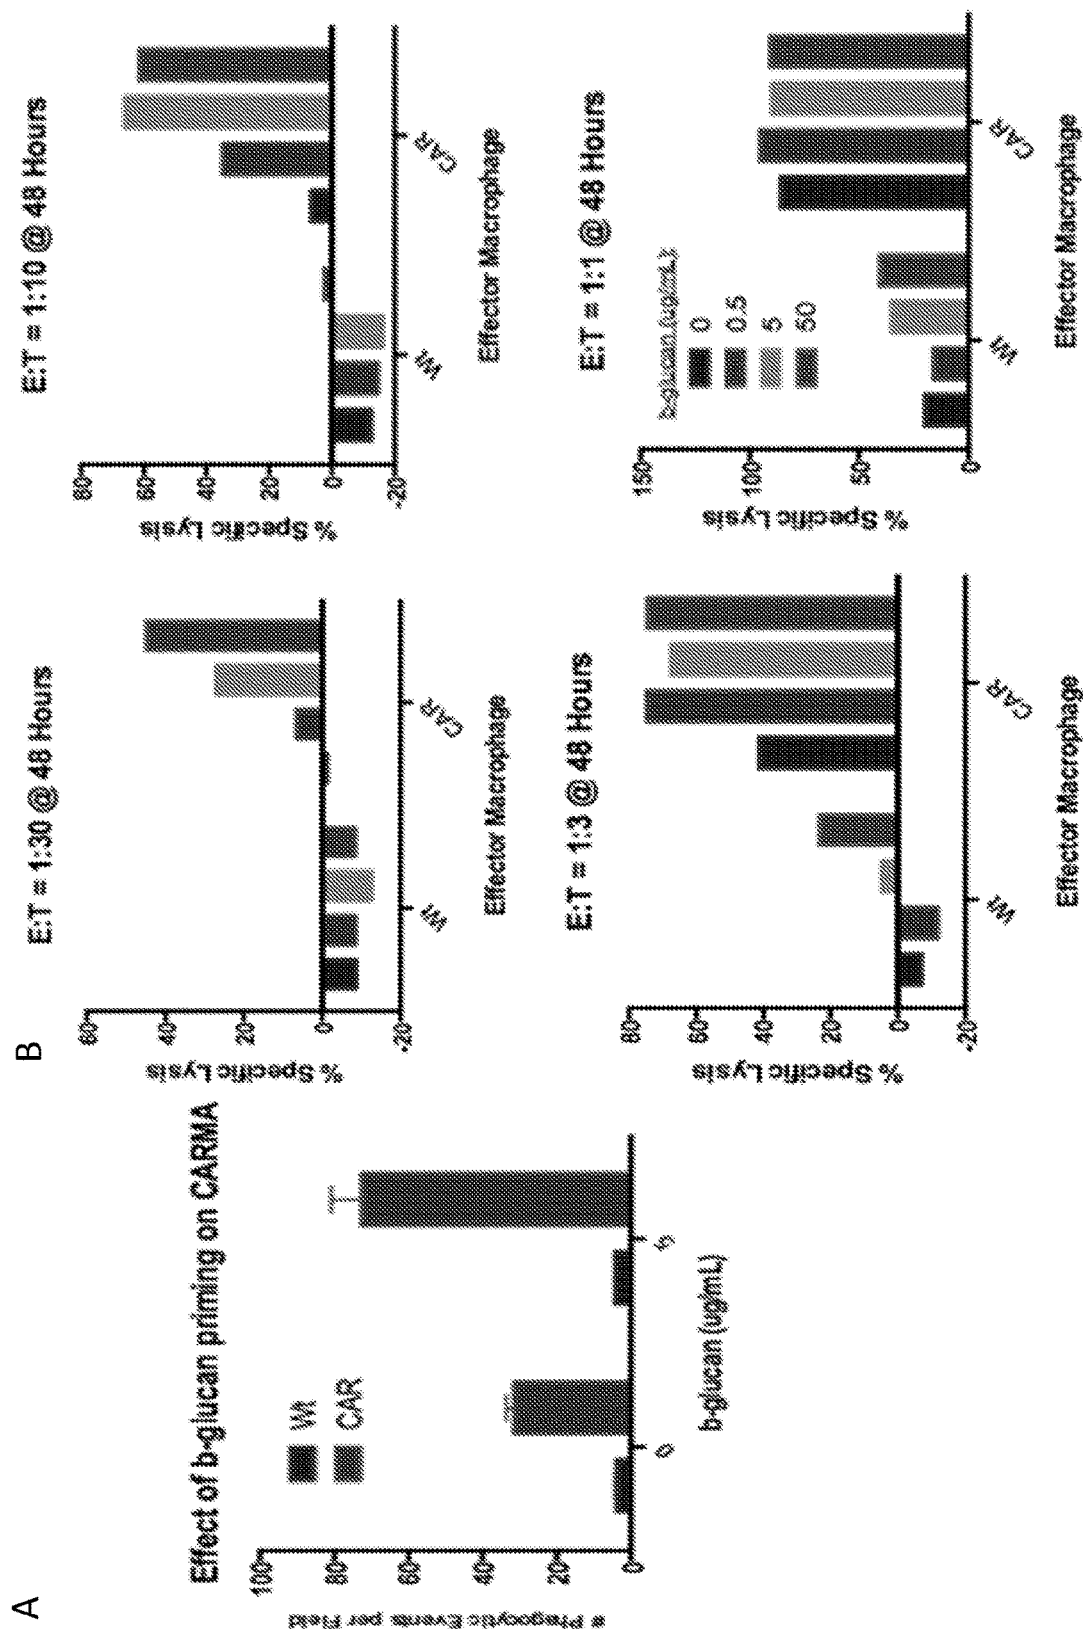 A
Effect of b-glucan priming on CARMA
# Phagocytic Events per Field
100
80
60
40
20
0
Wt
CAR
0
5
b-glucan (ug/mL)
B
E:T = 1:30 @ 48 Hours
% Specific Lysis
60
40
20
0
-20
Wt
CAR
Effector Macrophage
E:T = 1:10 @ 48 Hours
% Specific Lysis
80
60
40
20
0
-20
Wt
CAR
Effector Macrophage
E:T = 1:3 @ 48 Hours
% Specific Lysis
80
60
40
20
0
-20
Wt
CAR
Effector Macrophage
E:T = 1:1 @ 48 Hours
% Specific Lysis
150
100
50
0
b-glucan (ug/mL):
0
0.5
5
50
Wt
CAR
Effector Macrophage